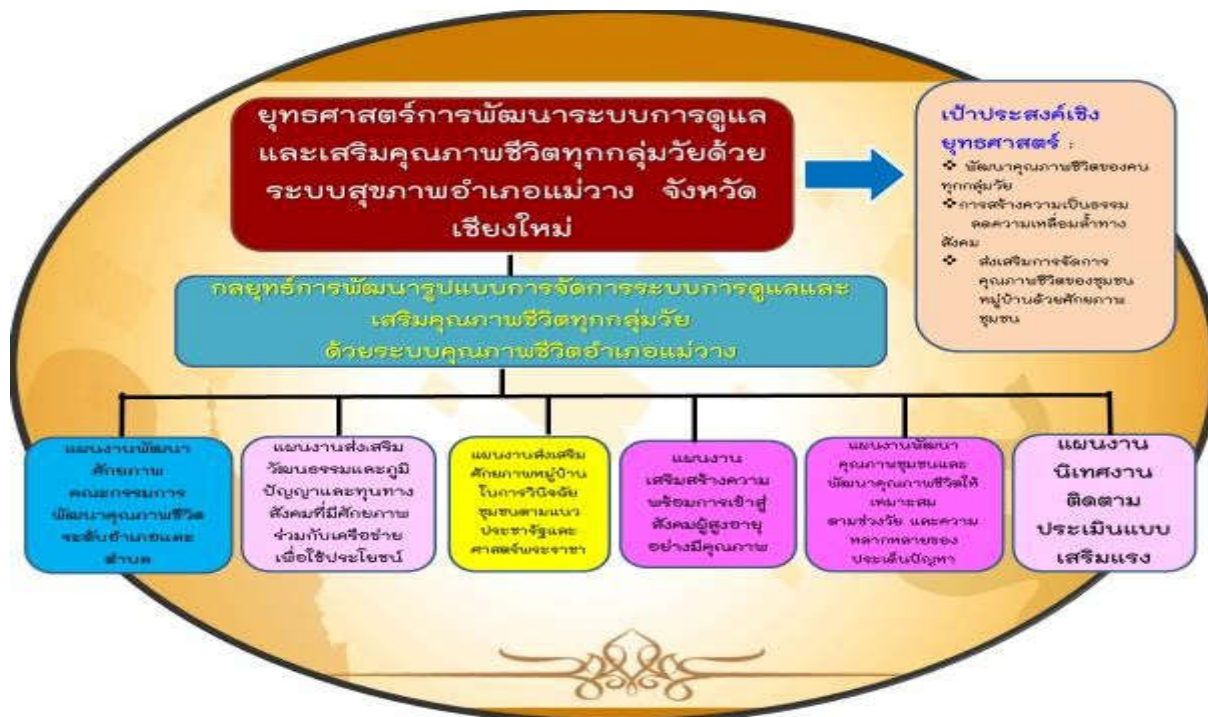 ยุทธศาสตร์การพัฒนาระบบการดูแล
และเสริมคุณภาพชีวิตทุกกลุ่มวัยด้วย
ระบบสุขภาพอำเภอแม่วาง จังหวัด
เชียงใหม่
เป้าประสงค์เชิง
ยุทธศาสตร์ :
❖ พัฒนาคุณภาพชีวิตของคน
ทุกกลุ่มวัย
❖การสร้างความเป็นธรรม
ลดความเหลื่อมล้ำทาง
สังคม
❖ ส่งเสริมการจัดการ
คุณภาพชีวิตของชุมชน
หมู่บ้านด้วยศักยภาพ
ชุมชน
กลยุทธ์การพัฒนารูปแบบการจัดการระบบการดูแลและ
เสริมคุณภาพชีวิตทุกกลุ่มวัย
ด้วยระบบคุณภาพชีวิตอำเภอแม่วาง
แผนงานพัฒนา
ศักยภาพ
คณะกรรมการ
พัฒนาคุณภาพชีวิต
ระดับอำเภอและ
ตำบล
แผนงานส่งเสริม
วัฒนธรรมและภูมิ
ปัญญาและทุนทาง
สังคมที่มีศักยภาพ
ร่วมกับเครือข่าย
เพื่อใช้ประโยชน์
แผนงานส่งเสริม
ศักยภาพหมู่บ้าน
ในการวินิจฉัย
ชุมชนตามแนว
ประชารัฐและ
ศาสตร์พระราชา
แผนงาน
เสริมสร้างความ
พร้อมการเข้าสู่
สังคมผู้สูงอายุ
อย่างมีคุณภาพ
แผนงานพัฒนา
คุณภาพชุมชนและ
พัฒนาคุณภาพชีวิตให้
เหมาะสม
ตามช่วงวัย และความ
หลากหลายของ
ประเด็นปัญหา
แผนงาน
นิเทศงาน
ติดตาม
ประเมินแบบ
เสริมแรง